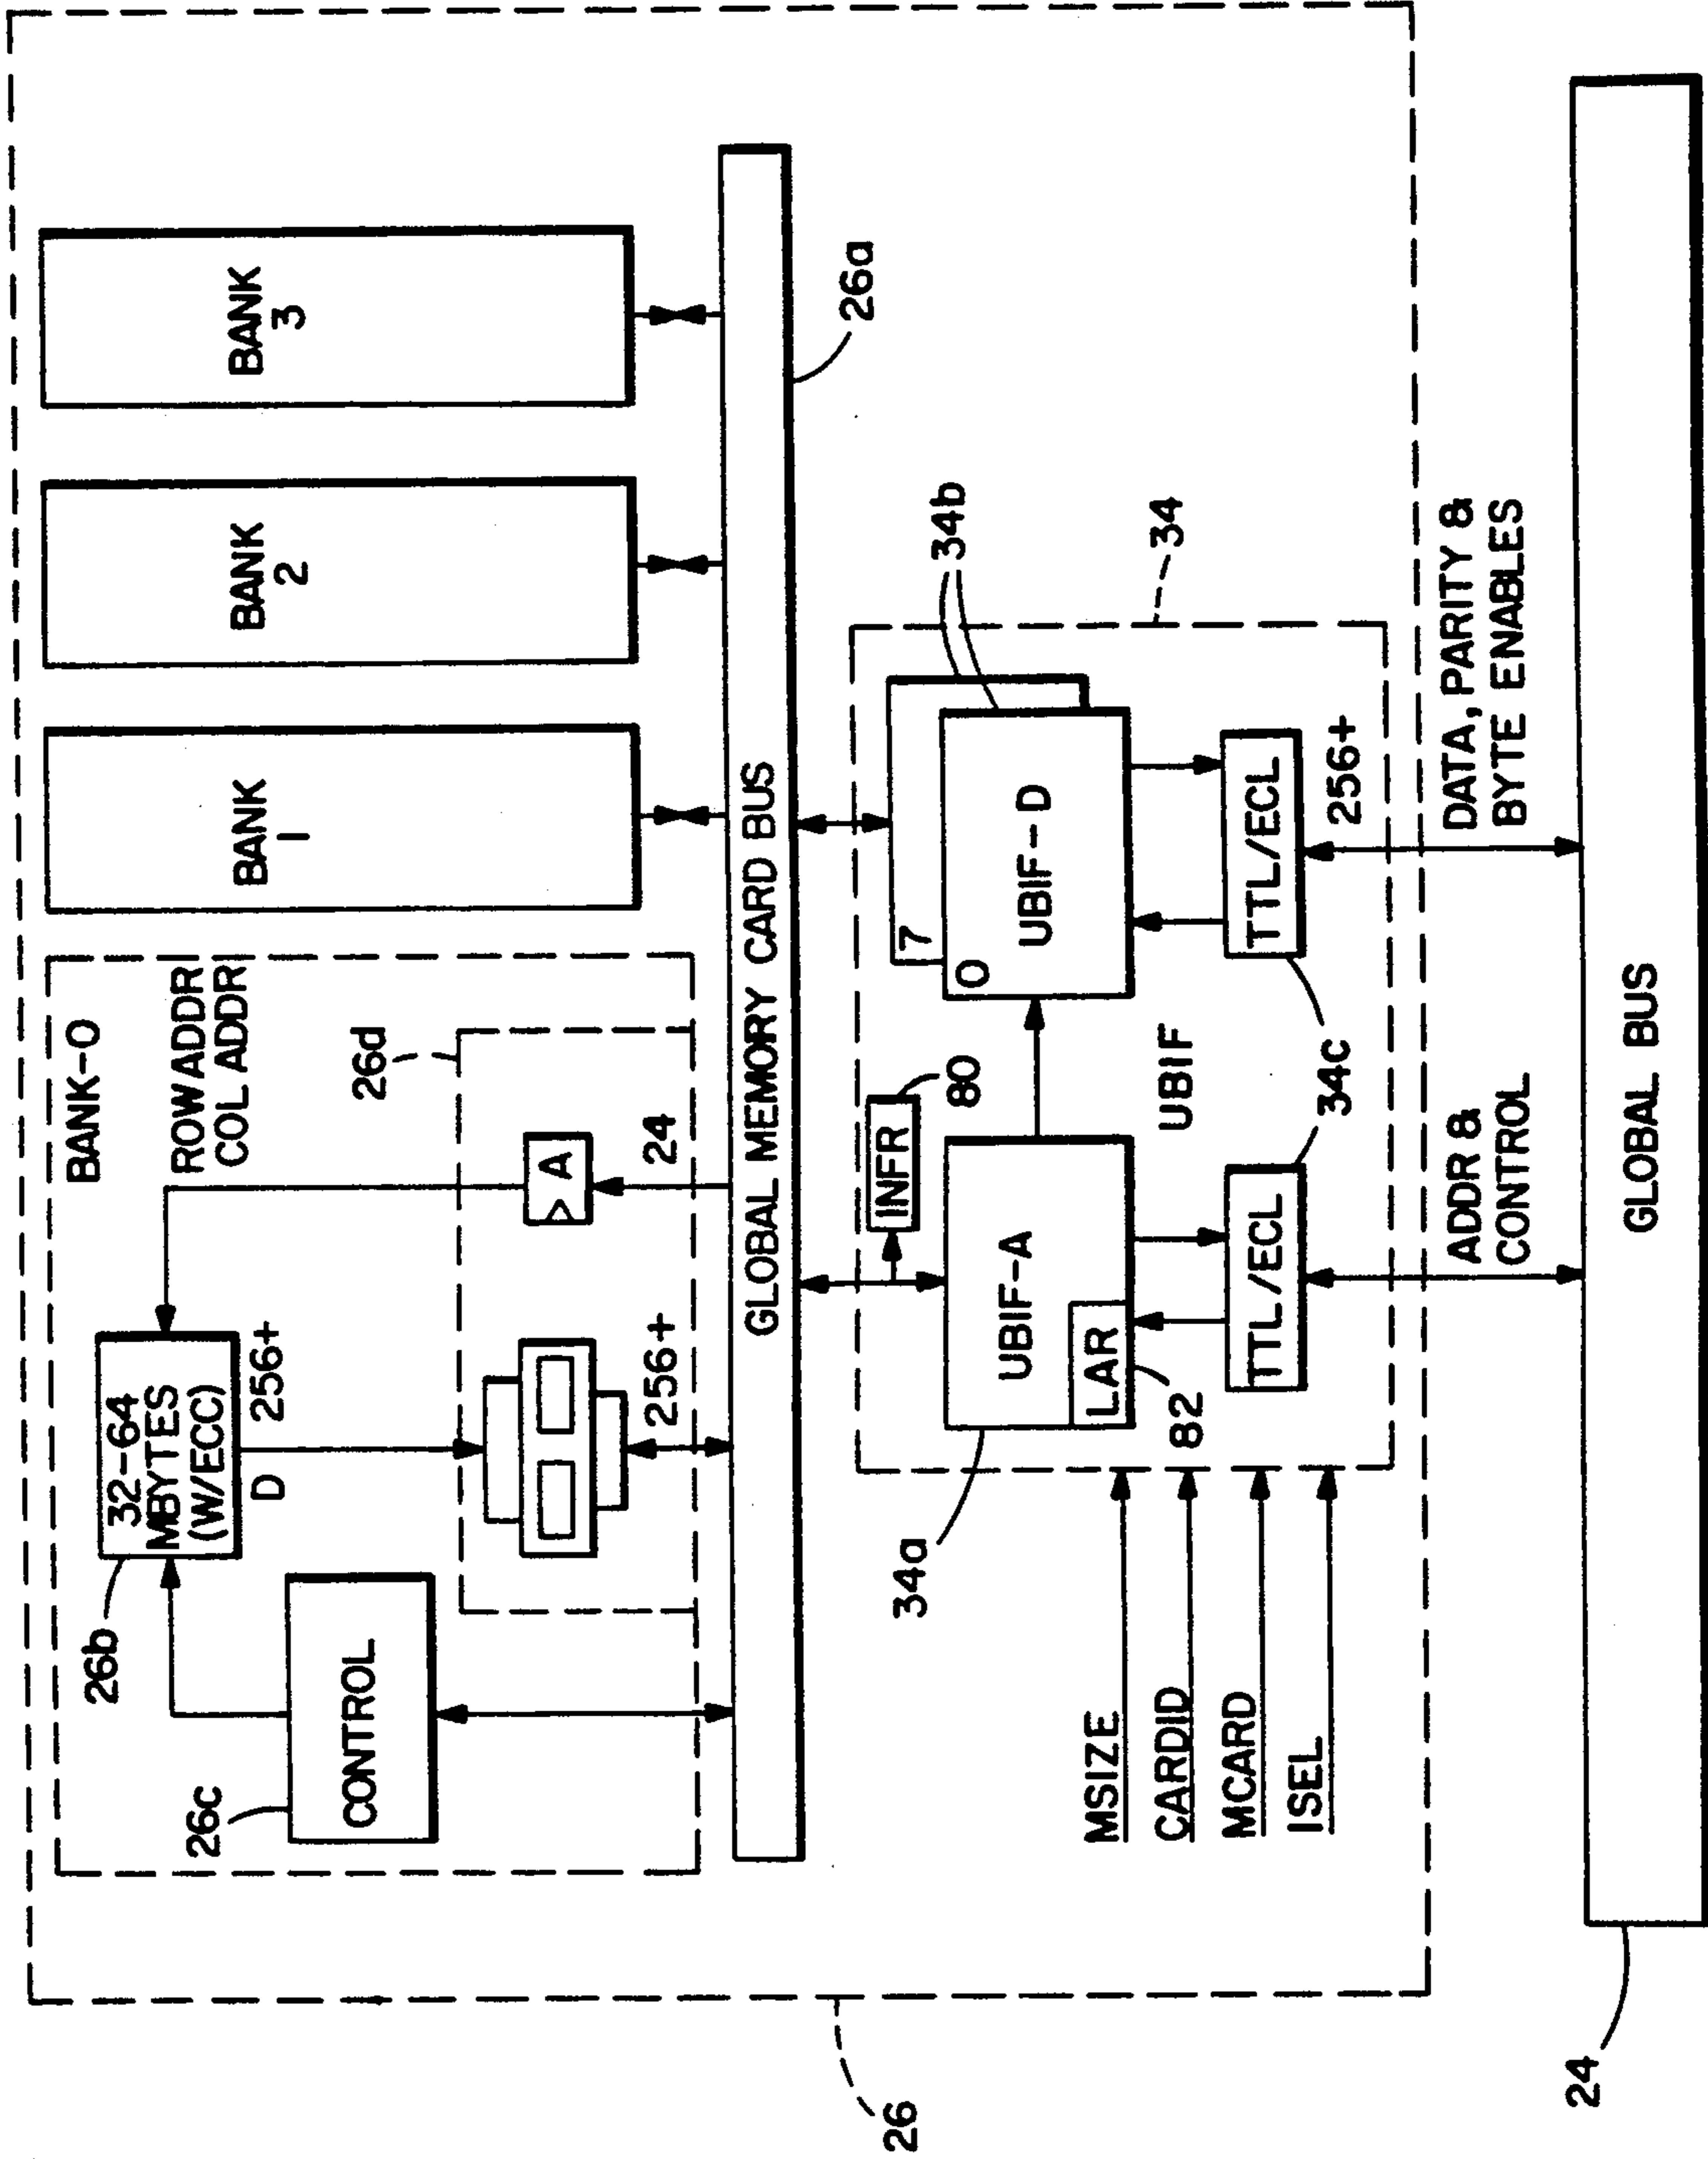 BANK-0
26b
32-64
MBYTES
(W/ECC)
D
256+
ROW ADDR
COL ADDR
26c
CONTROL
26d
A
24
256+
BANK
1
BANK
2
BANK
3
GLOBAL MEMORY CARD BUS
26a
INFR
80
34a
UBIF-A
LAR
82
7
0
UBIF-D
34b
34
UBIF
TTL/ECL
34c
TTL/ECL
256+
MSIZE
CARDID
MCARD
ISEL
ADDR &
CONTROL
DATA, PARITY &
BYTE ENABLES
26
GLOBAL BUS
24